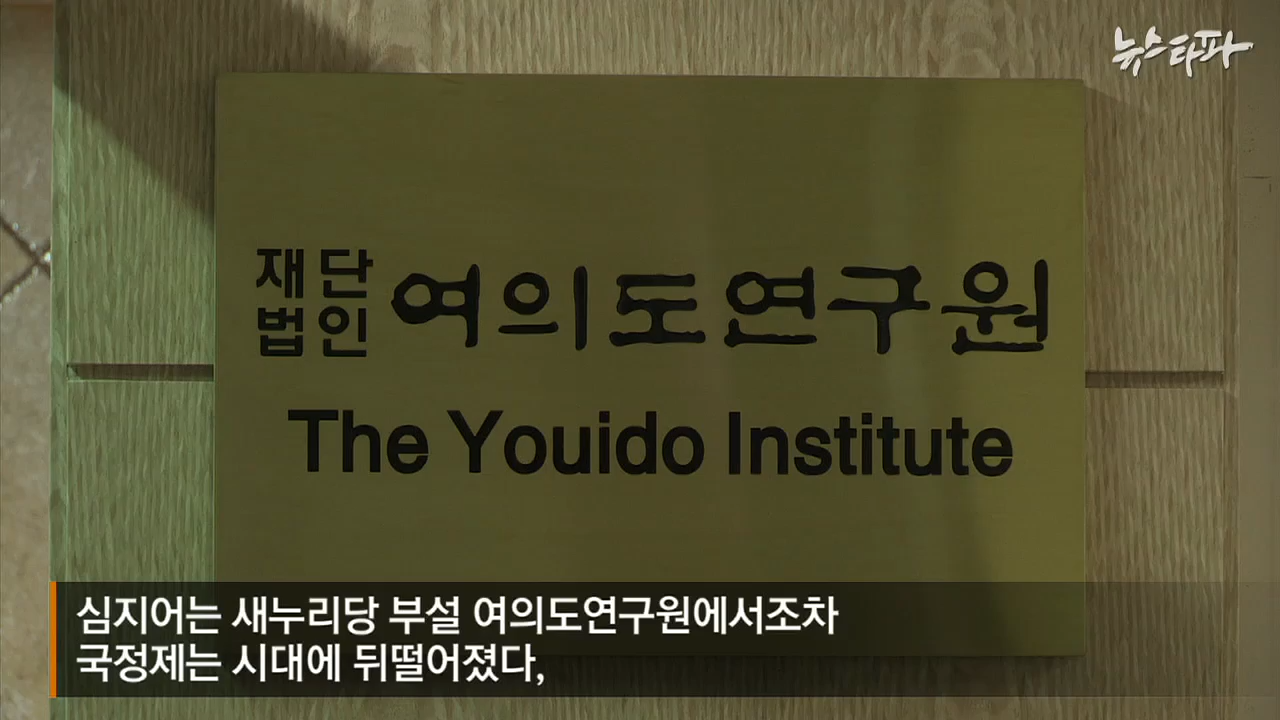 뉴스타파
재단
법인
여의도연구원
The Youido Institute
심지어는 새누리당 부설 여의도연구원에서조차
국정제는 시대에 뒤떨어졌다,